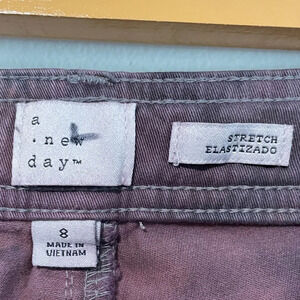 a
· new
day™
STRETCH
ELASTIZADO
8
MADE IN
VIETNAM